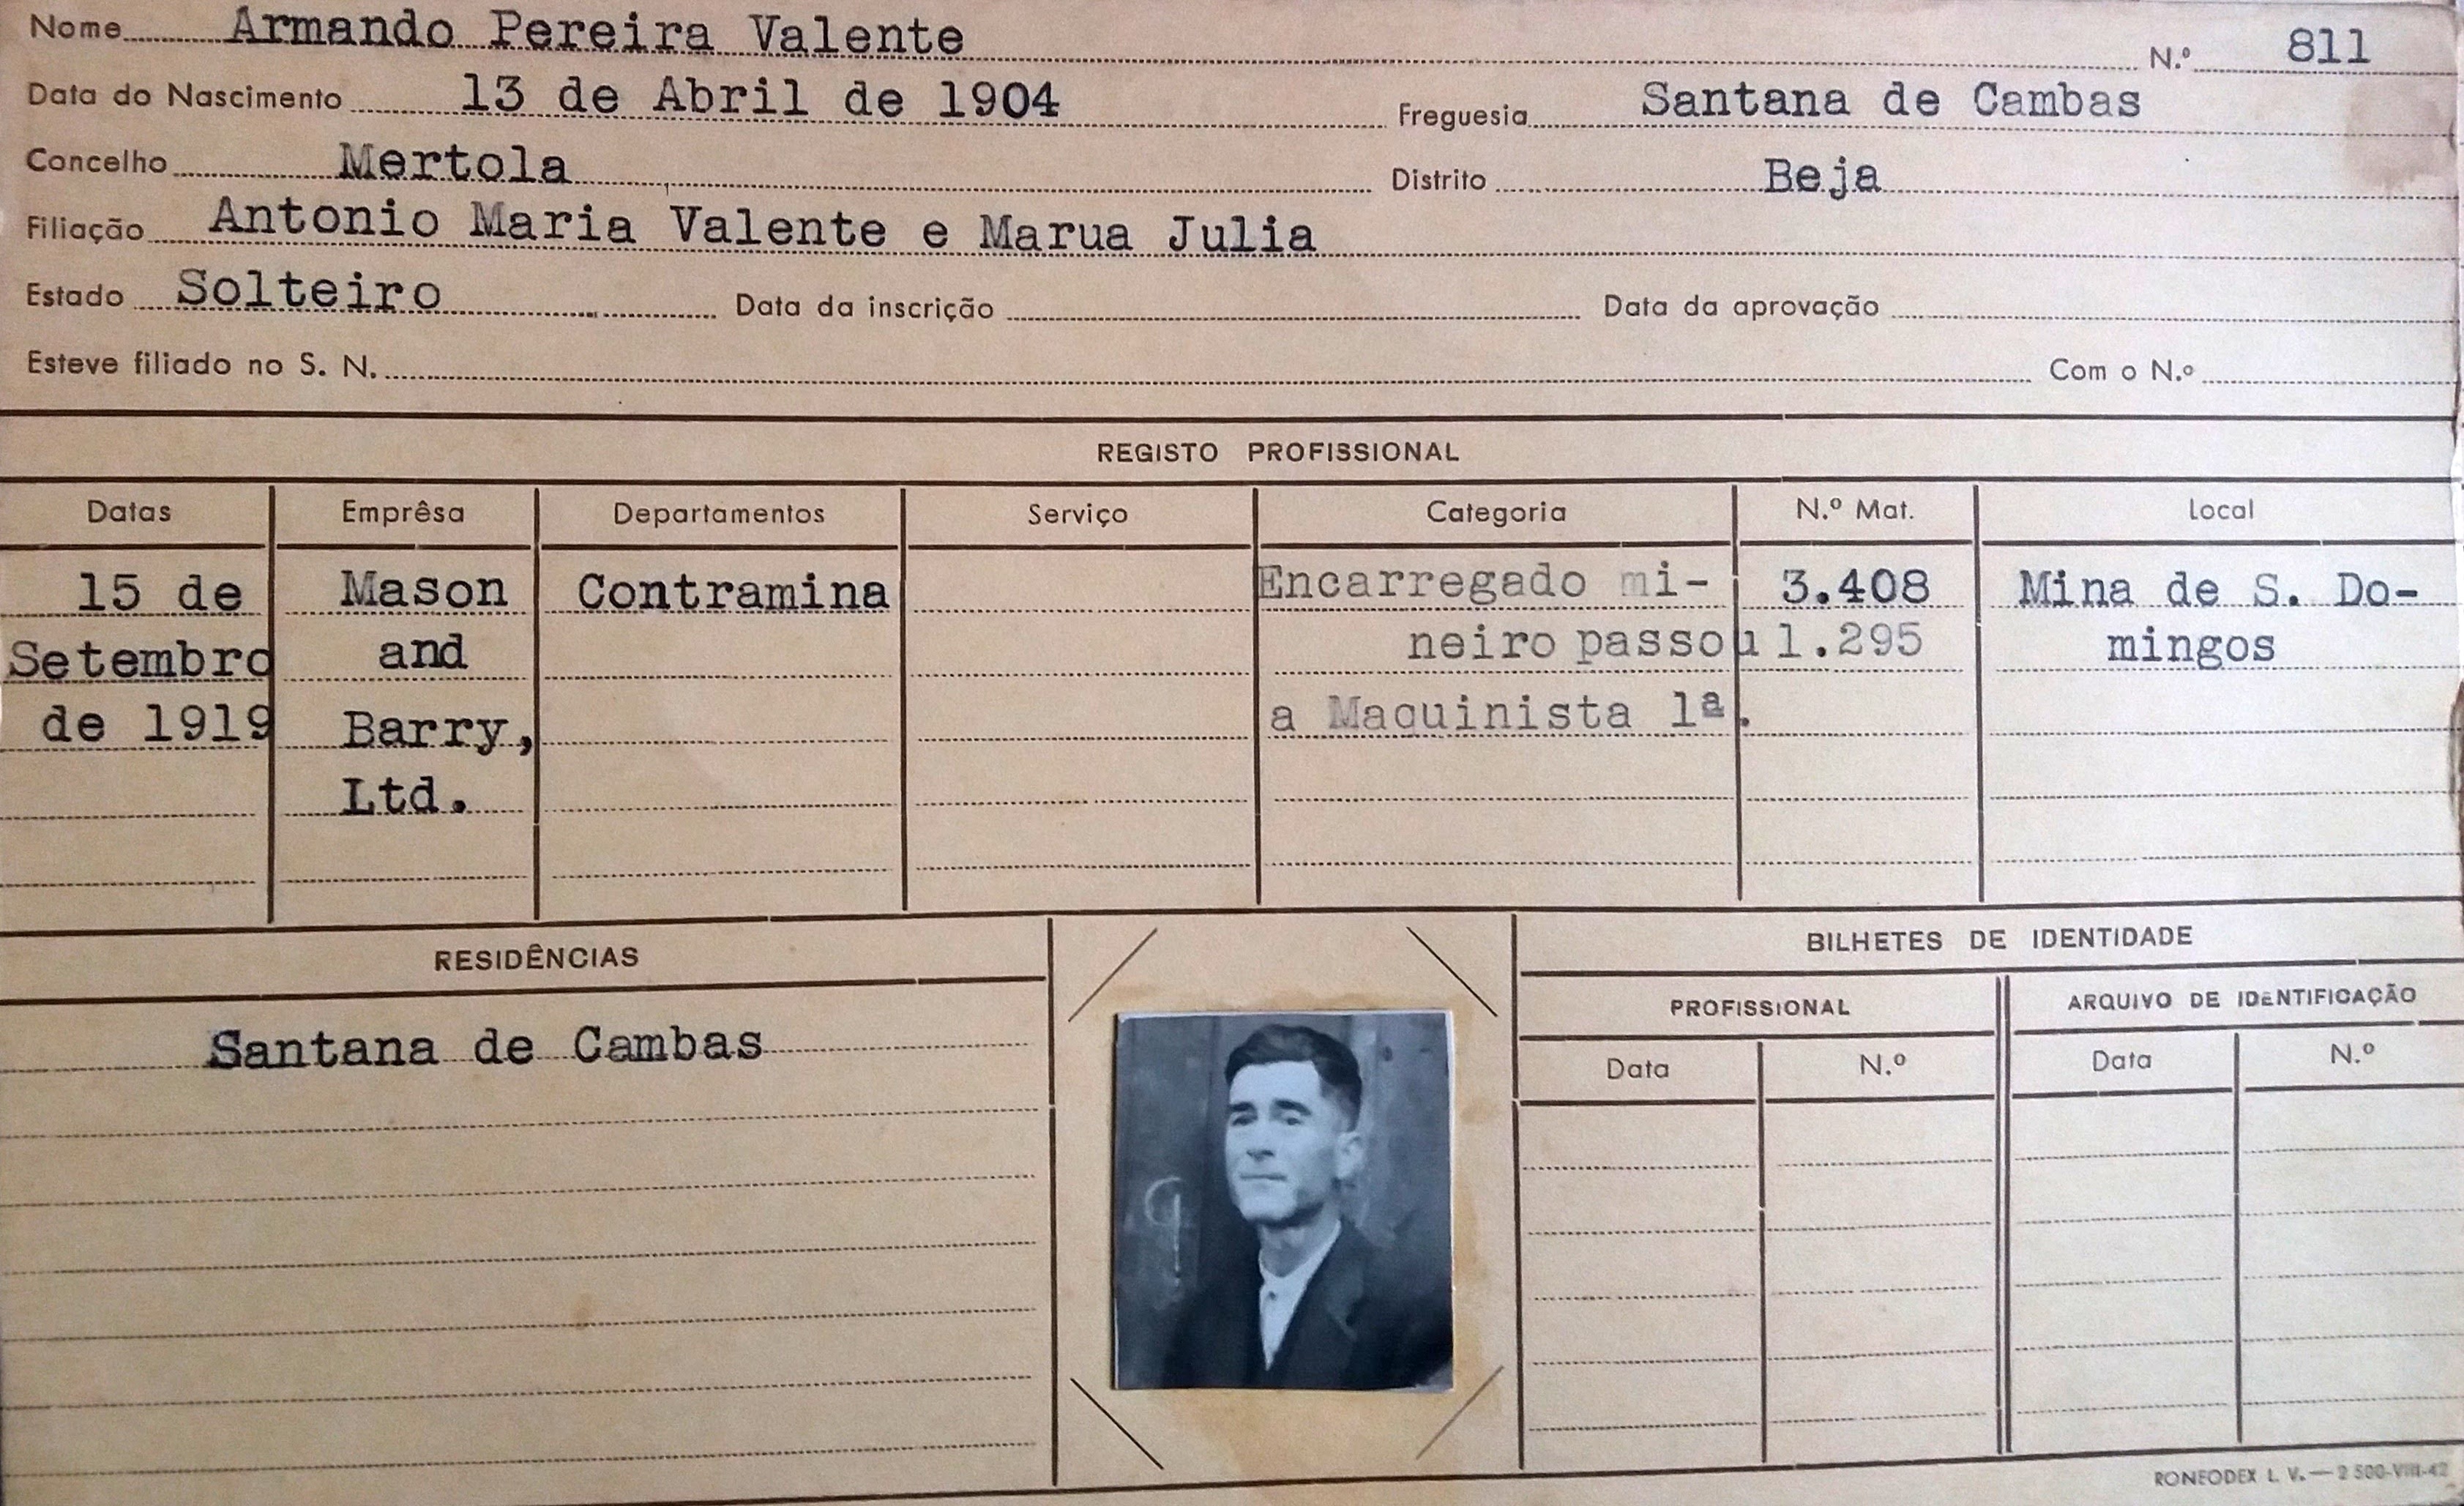 Nome Armando Pereira Valente N.º 811
Data do Nascimento 13 de Abril de 1904 Freguesia Santana de Cambas
Concelho Mertola Distrito Beja
Filiação Antonio Maria Valente e Marua Julia
Estado Solteiro Data da inscrição Data da aprovação
Esteve filiado no S. N. Com o N.º
REGISTO PROFISSIONAL
Datas Emprêsa Departamentos Serviço Categoria N.º Mat. Local
15 de Mason Contramina Encarregado mi- 3.408 Mina de S. Do-
Setembro and neiro passou 1.295 mingos
de 1919 Barry, a Maquinista 1ª.
Ltd.
RESIDÊNCIAS BILHETES DE IDENTIDADE
PROFISSIONAL ARQUIVO DE IDENTIFICAÇÃO
Santana de Cambas Data N.º Data N.º
RONEODEX L. V. — 2 500-VIII-42